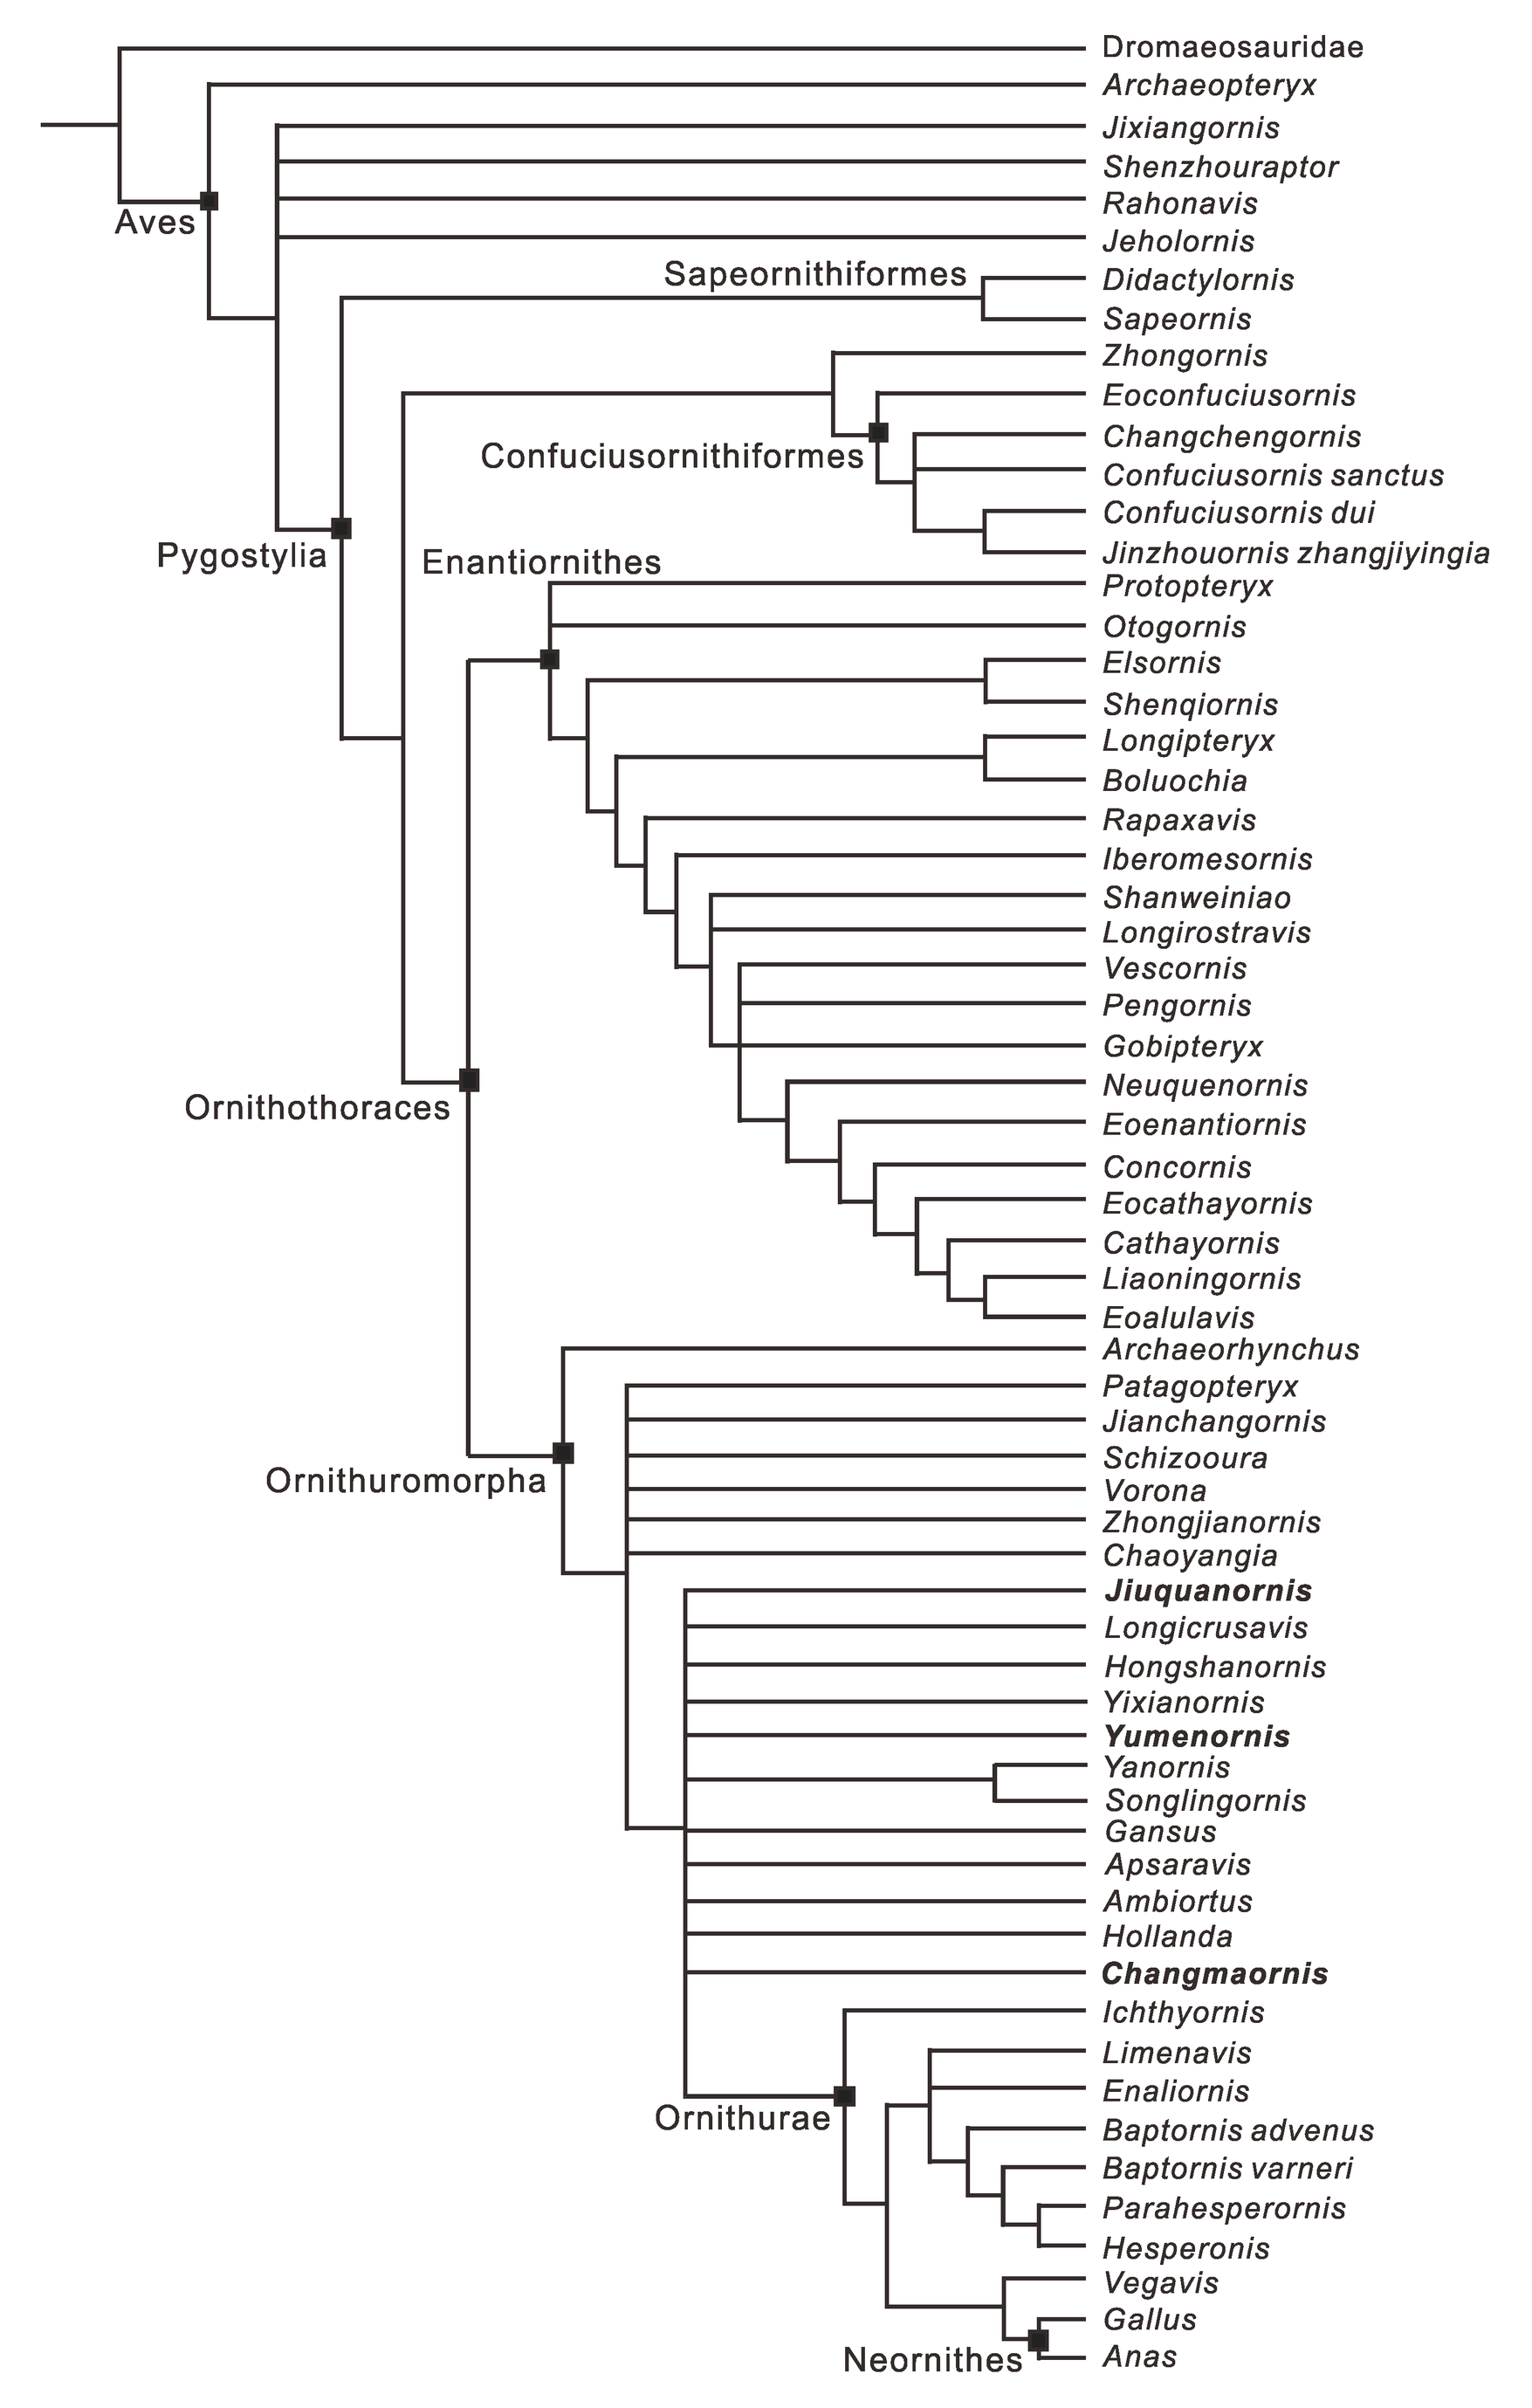 Dromaeosauridae
Archaeopteryx
Jixiangornis
Shenzhouraptor
Rahonavis
Aves
Jeholornis
Sapeornithiformes
Didactylornis
Sapeornis
Zhongornis
Eoconfuciusornis
Changchengornis
Confuciusornithiformes
Confuciusornis sanctus
Confuciusornis dui
Jinzhouornis zhangjiyingia
Pygostylia
Enantiornithes
Protopteryx
Otogornis
Elsornis
Shenqiornis
Longipteryx
Boluochia
Rapaxavis
Iberomesornis
Shanweiniao
Longirostravis
Vescornis
Pengornis
Gobipteryx
Neuquenornis
Ornithothoraces
Eoenantiornis
Concornis
Eocathayornis
Cathayornis
Liaoningornis
Eoalulavis
Archaeorhynchus
Patagopteryx
Jianchangornis
Schizooura
Ornithuromorpha
Vorona
Zhongjianornis
Chaoyangia
Jiuquanornis
Longicrusavis
Hongshanornis
Yixianornis
Yumenornis
Yanornis
Songlingornis
Gansus
Apsaravis
Ambiortus
Hollanda
Changmaornis
Ichthyornis
Limenavis
Enaliornis
Ornithurae
Baptornis advenus
Baptornis varneri
Parahesperornis
Hesperonis
Vegavis
Gallus
Neornithes
Anas